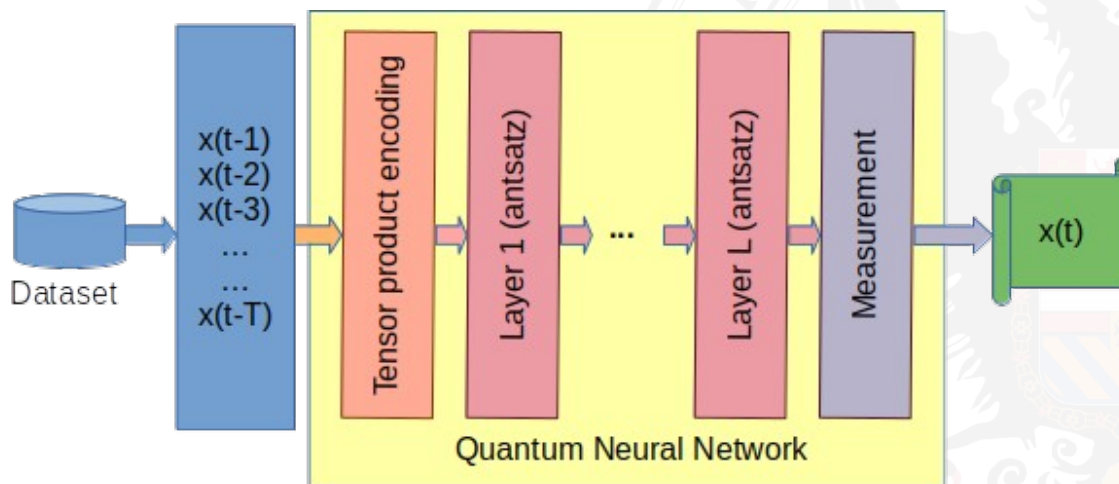 Dataset
x(t-1)
x(t-2)
x(t-3)
...
...
x(t-T)
Tensor product encoding
Layer 1 (antsatz)
...
Layer L (antsatz)
Measurement
Quantum Neural Network
x(t)